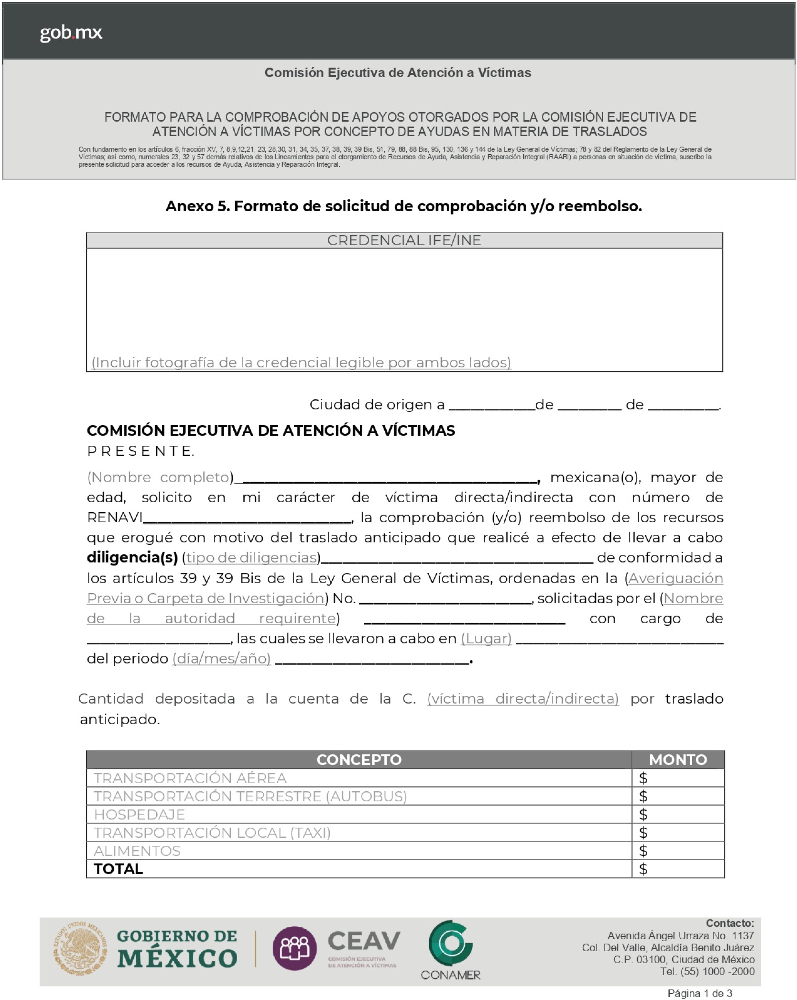 gob.mx
Comisión Ejecutiva de Atención a Víctimas
FORMATO PARA LA COMPROBACIÓN DE APOYOS OTORGADOS POR LA COMISIÓN EJECUTIVA DE
ATENCIÓN A VÍCTIMAS POR CONCEPTO DE AYUDAS EN MATERIA DE TRASLADOS
Con fundamento en los artículos 6, fracción XV, 7, 8,9,12,21, 23, 28,30, 31, 34, 35, 37, 38, 39, 39 Bis, 51, 79, 88, 88 Bis, 95, 130, 136 y 144 de la Ley General de Víctimas; 78 y 82 del Reglamento de la Ley General de
Víctimas; así como, numerales 23, 32 y 57 demás relativos de los Lineamientos para el otorgamiento de Recursos de Ayuda, Asistencia y Reparación Integral (RAARI) a personas en situación de víctima, suscribo la
presente solicitud para acceder a los recursos de Ayuda, Asistencia y Reparación Integral.
Anexo 5. Formato de solicitud de comprobación y/o reembolso.
CREDENCIAL IFE/INE
(Incluir fotografía de la credencial legible por ambos lados)
Ciudad de origen a ____________de _________ de __________.
COMISIÓN EJECUTIVA DE ATENCIÓN A VÍCTIMAS
P R E S E N T E.
(Nombre completo)__________________________________________, mexicana(o), mayor de
edad, solicito en mi carácter de víctima directa/indirecta con número de
RENAVI_____________________________, la comprobación (y/o) reembolso de los recursos
que erogué con motivo del traslado anticipado que realicé a efecto de llevar a cabo
diligencia(s) (tipo de diligencias)______________________________________ de conformidad a
los artículos 39 y 39 Bis de la Ley General de Víctimas, ordenadas en la (Averiguación
Previa o Carpeta de Investigación) No. ________________________, solicitadas por el (Nombre
de la autoridad requirente) ____________________________ con cargo de
____________________, las cuales se llevaron a cabo en (Lugar) _____________________________
del periodo (día/mes/año) ___________________________.
Cantidad depositada a la cuenta de la C. (víctima directa/indirecta) por traslado
anticipado.
CONCEPTO MONTO
TRANSPORTACIÓN AÉREA $
TRANSPORTACIÓN TERRESTRE (AUTOBUS) $
HOSPEDAJE $
TRANSPORTACIÓN LOCAL (TAXI) $
ALIMENTOS $
TOTAL $
ESTADOS UNIDOS MEXICANOS
GOBIERNO DE
MÉXICO
CEAV
COMISIÓN EJECUTIVA
DE ATENCIÓN A VÍCTIMAS
CONAMER
Contacto:
Avenida Ángel Urraza No. 1137
Col. Del Valle, Alcaldía Benito Juárez
C.P. 03100, Ciudad de México
Tel. (55) 1000 -2000
Página 1 de 3